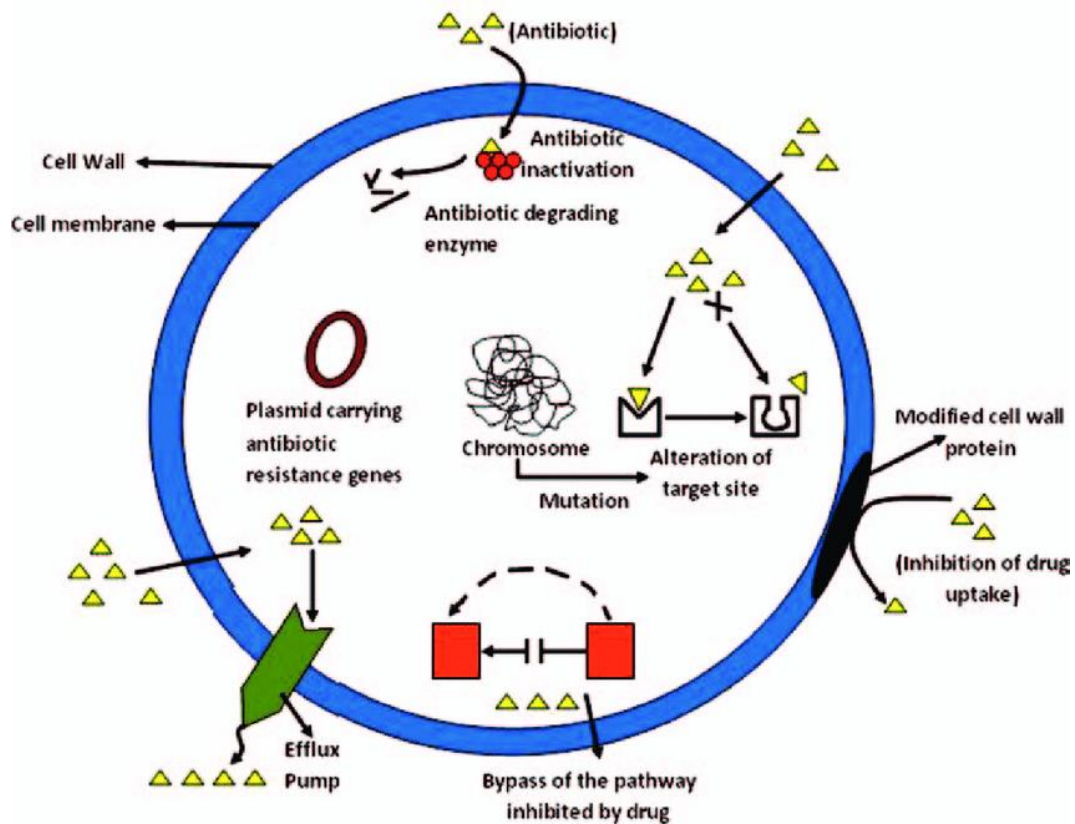 (Antibiotic)
Antibiotic
inactivation
Cell Wall
Cell membrane
Antibiotic degrading
enzyme
Plasmid carrying
antibiotic
resistance genes
Chromosome
Mutation
Alteration of
target site
Modified cell wall
protein
(Inhibition of drug
uptake)
Efflux
Pump
Bypass of the pathway
inhibited by drug